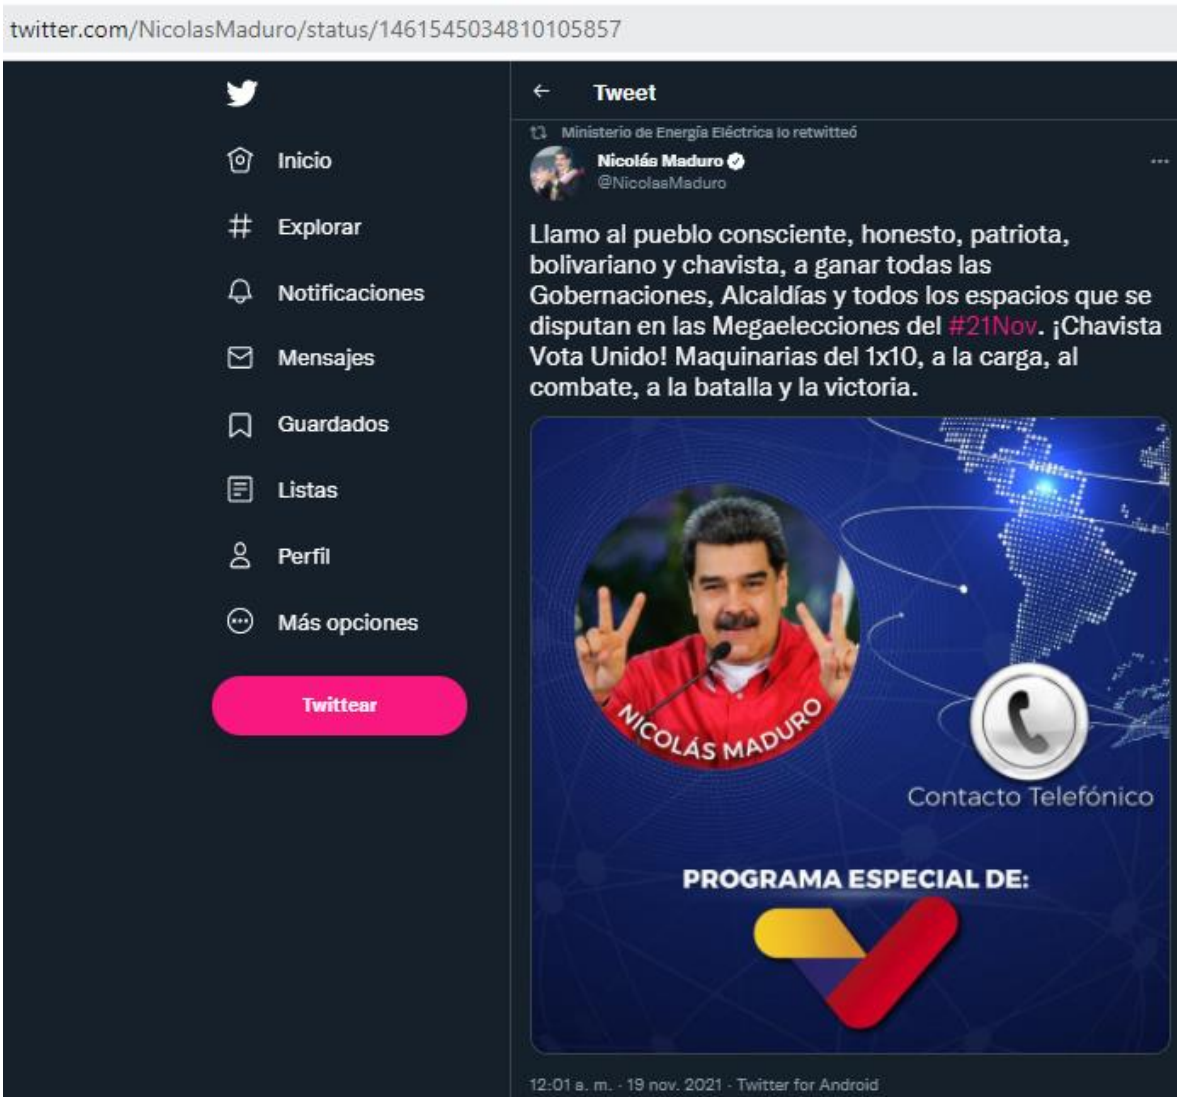 twitter.com/NicolasMaduro/status/1461545034810105857
Inicio
Explorar
Notificaciones
Mensajes
Guardados
Listas
Perfil
Más opciones
Twittear
Tweet
Ministerio de Energía Eléctrica lo retwitteó
Nicolás Maduro
@NicolasMaduro
Llamo al pueblo consciente, honesto, patriota,
bolivariano y chavista, a ganar todas las
Gobernaciones, Alcaldías y todos los espacios que se
disputan en las Megaelecciones del #21Nov. ¡Chavista
Vota Unido! Maquinarias del 1x10, a la carga, al
combate, a la batalla y la victoria.
NICOLÁS MADURO
Contacto Telefónico
PROGRAMA ESPECIAL DE:
12:01 a. m. · 19 nov. 2021 · Twitter for Android